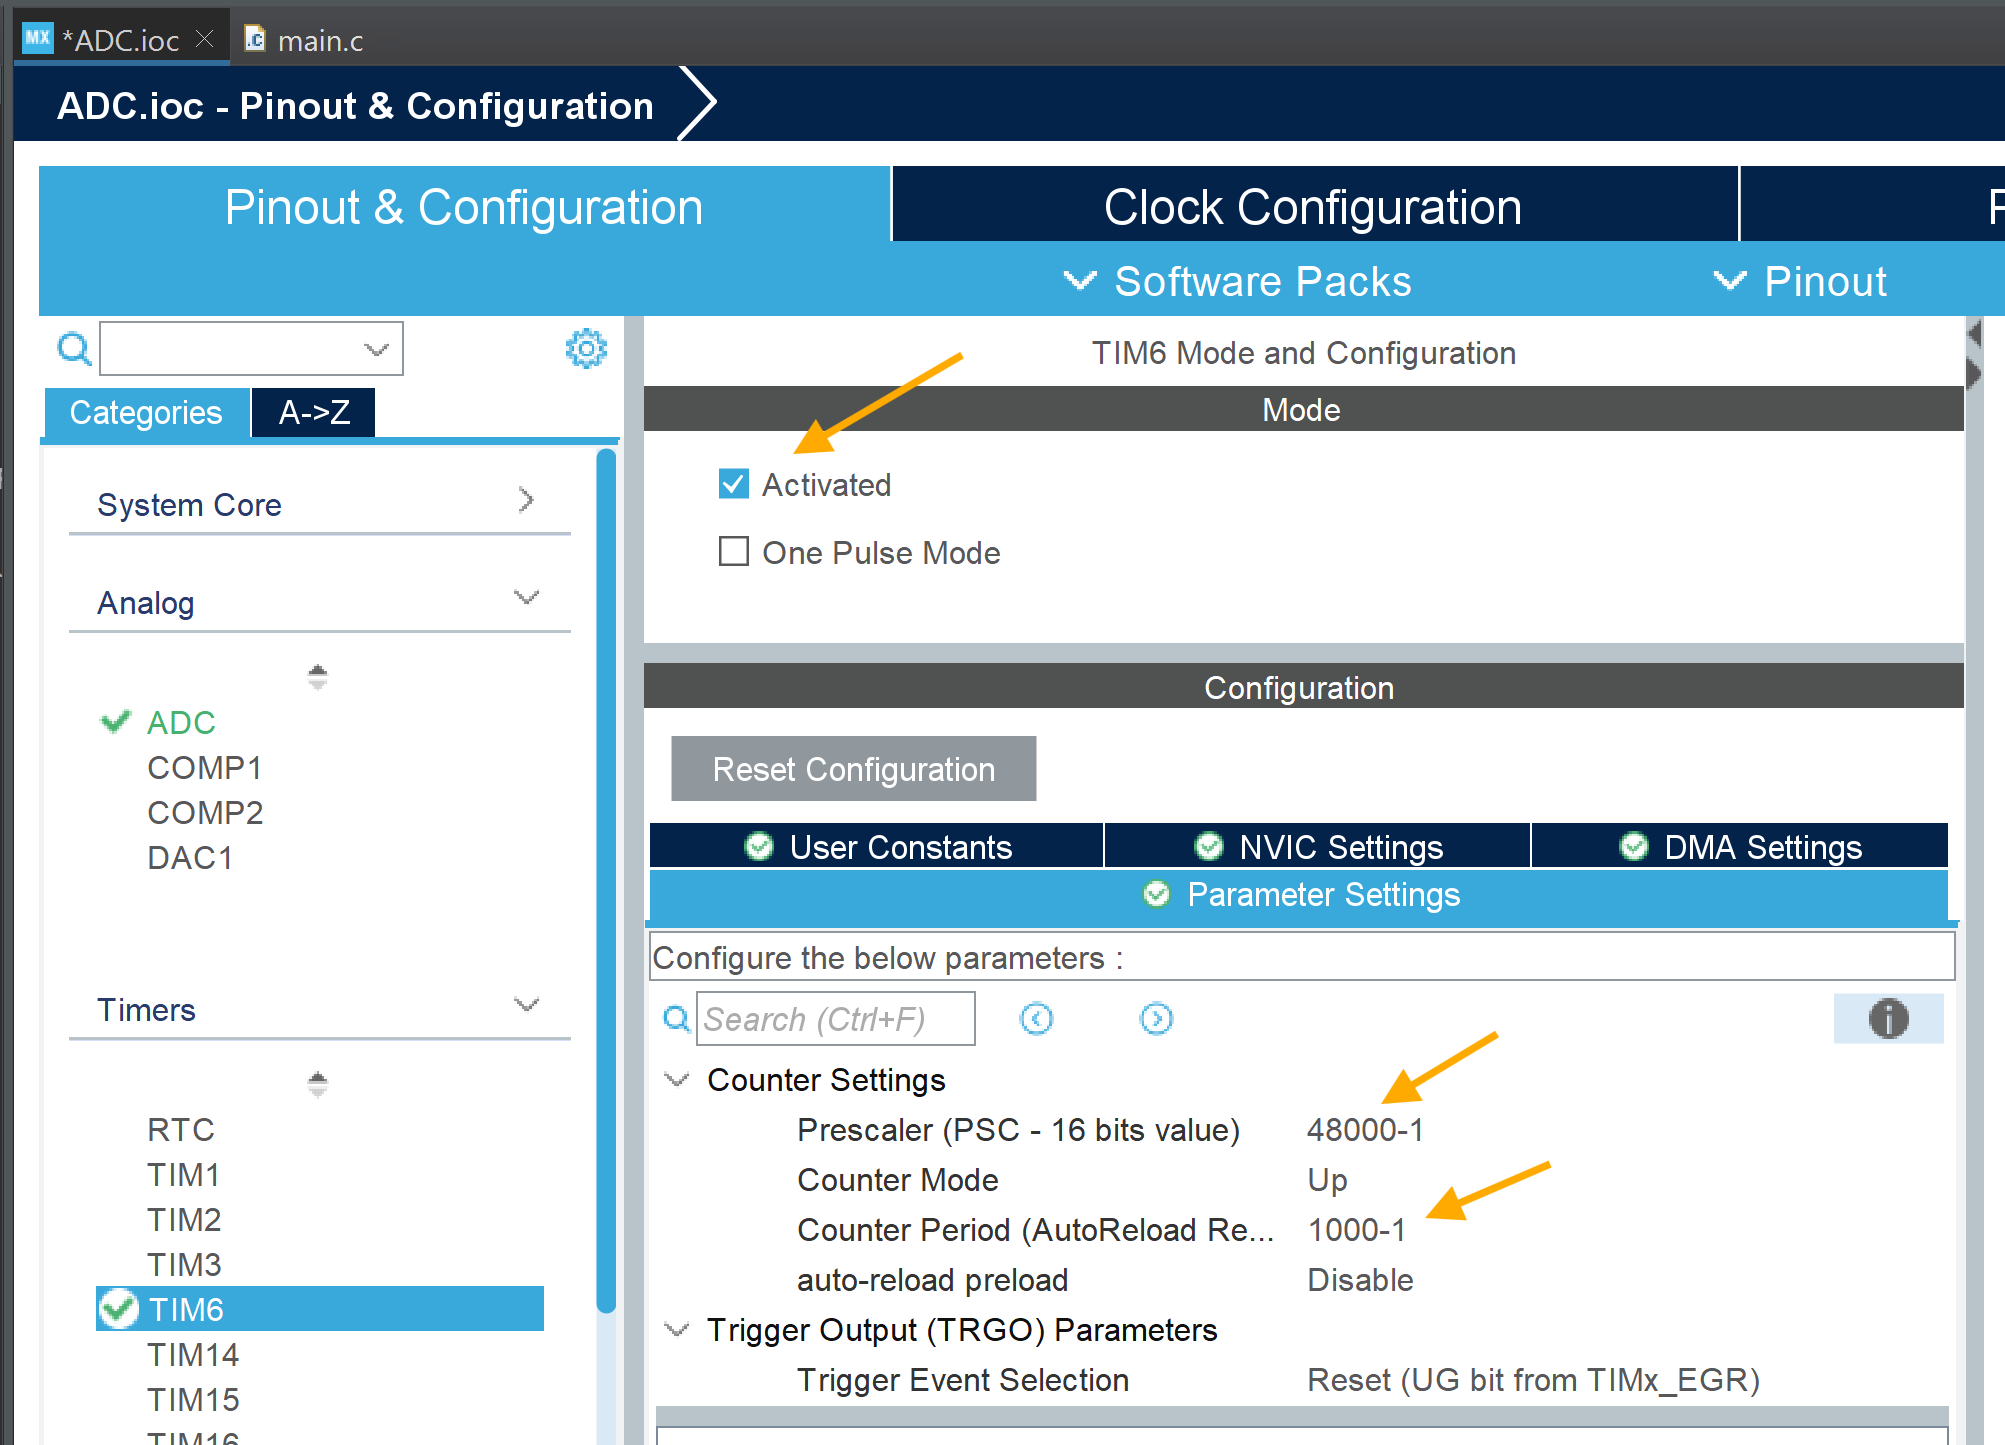 MX *ADC.ioc
.c main.c
ADC.ioc - Pinout & Configuration
Pinout & Configuration
Clock Configuration
Software Packs
Pinout
Categories
A->Z
System Core
Analog
ADC
COMP1
COMP2
DAC1
Timers
RTC
TIM1
TIM2
TIM3
TIM6
TIM14
TIM15
TIM16
TIM6 Mode and Configuration
Mode
Activated
One Pulse Mode
Configuration
Reset Configuration
User Constants
NVIC Settings
DMA Settings
Parameter Settings
Configure the below parameters :
Search (Ctrl+F)
Counter Settings
Prescaler (PSC - 16 bits value) 48000-1
Counter Mode Up
Counter Period (AutoReload Re... 1000-1
auto-reload preload Disable
Trigger Output (TRGO) Parameters
Trigger Event Selection Reset (UG bit from TIMx_EGR)